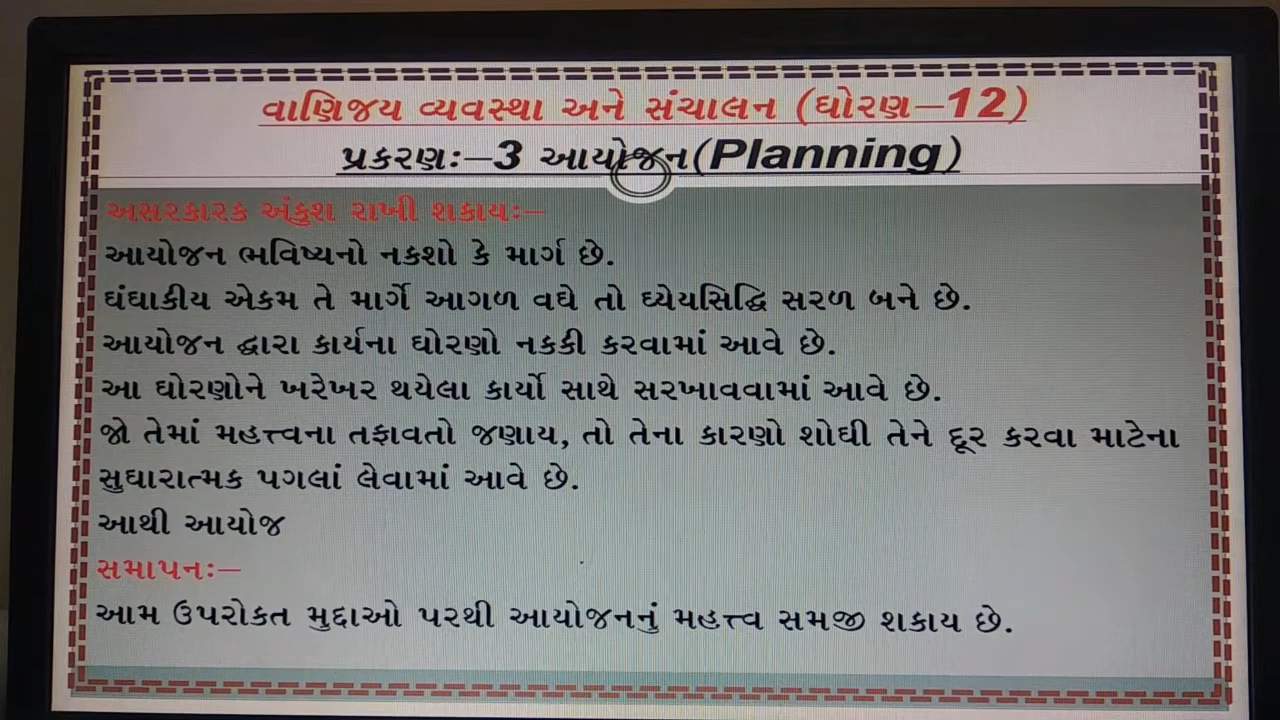 વાણિજય વ્યવસ્થા અને સંચાલન (ધોરણ–12)
પ્રકરણઃ–3 આયોજન(Planning)
અસરકારક અંકુશ રાખી શકાયઃ–
આયોજન ભવિષ્યનો નકશો કે માર્ગ છે.
ધંધાકીય એકમ તે માર્ગે આગળ વધે તો ધ્યેયસિદ્ધિ સરળ બને છે.
આયોજન દ્વારા કાર્યના ધોરણો નકકી કરવામાં આવે છે.
આ ધોરણોને ખરેખર થયેલા કાર્યો સાથે સરખાવવામાં આવે છે.
જો તેમાં મહત્ત્વના તફાવતો જણાય, તો તેના કારણો શોધી તેને દૂર કરવા માટેના
સુધારાત્મક પગલાં લેવામાં આવે છે.
આથી આયોજ
સમાપનઃ–
આમ ઉપરોકત મુદ્દાઓ પરથી આયોજનનું મહત્ત્વ સમજી શકાય છે.